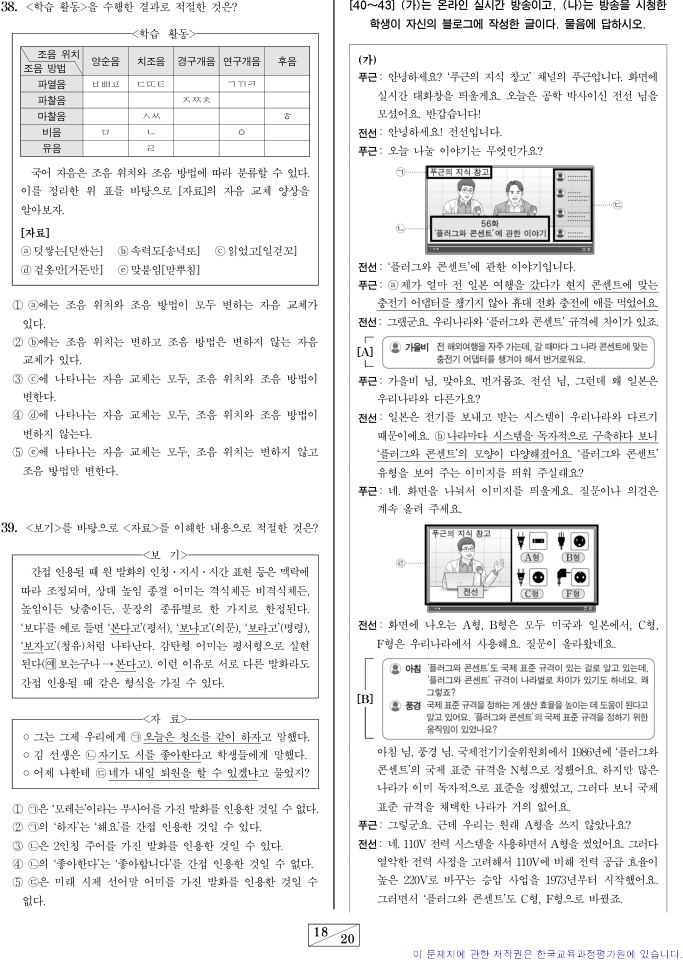 38. <학습 활동>을 수행한 결과로 적절한 것은?
<학습 활동>
조음 위치
조음 방법
양순음 치조음 경구개음 연구개음 후음
파열음 ㅂㅃㅍ ㄷㄸㅌ ㄱㄲㅋ
파찰음 ㅈㅉㅊ
마찰음 ㅅㅆ ㅎ
비음 ㅁ ㄴ ㅇ
유음 ㄹ
국어 자음은 조음 위치와 조음 방법에 따라 분류할 수 있다.
이를 정리한 위 표를 바탕으로 [자료]의 자음 교체 양상을
알아보자.
[자료]
ⓐ 덧쌓는[덛싼는] ⓑ 속력도[송녁또] ⓒ 읽었고[일걷꼬]
ⓓ 겉옷만[거돈만] ⓔ 맞붙임[맏뿌침]
① ⓐ에는 조음 위치와 조음 방법이 모두 변하는 자음 교체가
있다.
② ⓑ에는 조음 위치는 변하고 조음 방법은 변하지 않는 자음
교체가 있다.
③ ⓒ에 나타나는 자음 교체는 모두, 조음 위치와 조음 방법이
변한다.
④ ⓓ에 나타나는 자음 교체는 모두, 조음 위치와 조음 방법이
변하지 않는다.
⑤ ⓔ에 나타나는 자음 교체는 모두, 조음 위치는 변하지 않고
조음 방법만 변한다.
39. <보기>를 바탕으로 <자료>를 이해한 내용으로 적절한 것은?
<보 기>
간접 인용될 때 원 발화의 인칭·지시·시간 표현 등은 맥락에
따라 조정되며, 상대 높임 종결 어미는 격식체든 비격식체든,
높임이든 낮춤이든, 문장의 종류별로 한 가지로 한정된다.
‘보다’를 예로 들면 ‘본다고’(평서), ‘보냐고’(의문), ‘보라고’(명령),
‘보자고’(청유)처럼 나타난다. 감탄형 어미는 평서형으로 실현
된다(예 보는구나 → 본다고). 이런 이유로 서로 다른 발화라도
간접 인용될 때 같은 형식을 가질 수 있다.
<자 료>
○ 그는 그제 우리에게 ㉠오늘은 청소를 같이 하자고 말했다.
○ 김 선생은 ㉡자기도 시를 좋아한다고 학생들에게 말했다.
○ 어제 나한테 ㉢네가 내일 퇴원을 할 수 있겠냐고 물었지?
① ㉠은 ‘모레는’이라는 부사어를 가진 발화를 인용한 것일 수 없다.
② ㉠의 ‘하자’는 ‘해요’를 간접 인용한 것일 수 있다.
③ ㉡은 2인칭 주어를 가진 발화를 인용한 것일 수 있다.
④ ㉡의 ‘좋아한다’는 ‘좋아합니다’를 간접 인용한 것일 수 없다.
⑤ ㉢은 미래 시제 선어말 어미를 가진 발화를 인용한 것일 수
없다.
[40～43] (가)는 온라인 실시간 방송이고, (나)는 방송을 시청한
학생이 자신의 블로그에 작성한 글이다. 물음에 답하시오.
(가)
푸근: 안녕하세요? ‘푸근의 지식 창고’ 채널의 푸근입니다. 화면에
실시간 대화창을 띄울게요. 오늘은 공학 박사이신 전선 님을
모셨어요. 반갑습니다!
전선: 안녕하세요! 전선입니다.
푸근: 오늘 나눌 이야기는 무엇인가요?
㉠
푸근의 지식 창고
㉡
56화
‘플러그와 콘센트’에 관한 이야기
㉢
전선: ‘플러그와 콘센트’에 관한 이야기입니다.
푸근: ⓐ제가 얼마 전 일본 여행을 갔다가 현지 콘센트에 맞는
충전기 어댑터를 챙기지 않아 휴대 전화 충전에 애를 먹었어요.
전선: 그랬군요. 우리나라와 ‘플러그와 콘센트’ 규격에 차이가 있죠.
[A]
가을비 전 해외여행을 자주 가는데, 갈 때마다 그 나라 콘센트에 맞는
충전기 어댑터를 챙겨야 해서 번거로워요.
푸근: 가을비 님, 맞아요. 번거롭죠. 전선 님, 그런데 왜 일본은
우리나라와 다른가요?
전선: 일본은 전기를 보내고 받는 시스템이 우리나라와 다르기
때문이에요. ⓑ나라마다 시스템을 독자적으로 구축하다 보니
‘플러그와 콘센트’의 모양이 다양해졌어요. ‘플러그와 콘센트’
유형을 보여 주는 이미지를 띄워 주실래요?
푸근: 네. 화면을 나눠서 이미지를 띄울게요. 질문이나 의견은
계속 올려 주세요.
㉣
푸근의 지식 창고
전선
A형 B형
C형 F형
전선: 화면에 나오는 A형, B형은 모두 미국과 일본에서, C형,
F형은 우리나라에서 사용해요. 질문이 올라왔네요.
[B]
아침 ‘플러그와 콘센트’도 국제 표준 규격이 있는 걸로 알고 있는데,
‘플러그와 콘센트’ 규격이 나라별로 차이가 있기도 하네요. 왜
그렇죠?
풍경 국제 표준 규격을 정하는 게 생산 효율을 높이는 데 도움이 된다고
알고 있어요. ‘플러그와 콘센트’의 국제 표준 규격을 정하기 위한
움직임이 있었나요?
아침 님, 풍경 님. 국제전기기술위원회에서 1986년에 ‘플러그와
콘센트’의 국제 표준 규격을 N형으로 정했어요. 하지만 많은
나라가 이미 독자적으로 표준을 정했었고, 그러다 보니 국제
표준 규격을 채택한 나라가 거의 없어요.
푸근: 그렇군요. 근데 우리는 원래 A형을 쓰지 않았나요?
전선: 네. 110V 전력 시스템을 사용하면서 A형을 썼었어요. 그러다
열악한 전력 사정을 고려해서 110V에 비해 전력 공급 효율이
높은 220V로 바꾸는 승압 사업을 1973년부터 시작했어요.
그러면서 ‘플러그와 콘센트’도 C형, F형으로 바꿨죠.
18
20
이 문제지에 관한 저작권은 한국교육과정평가원에 있습니다.